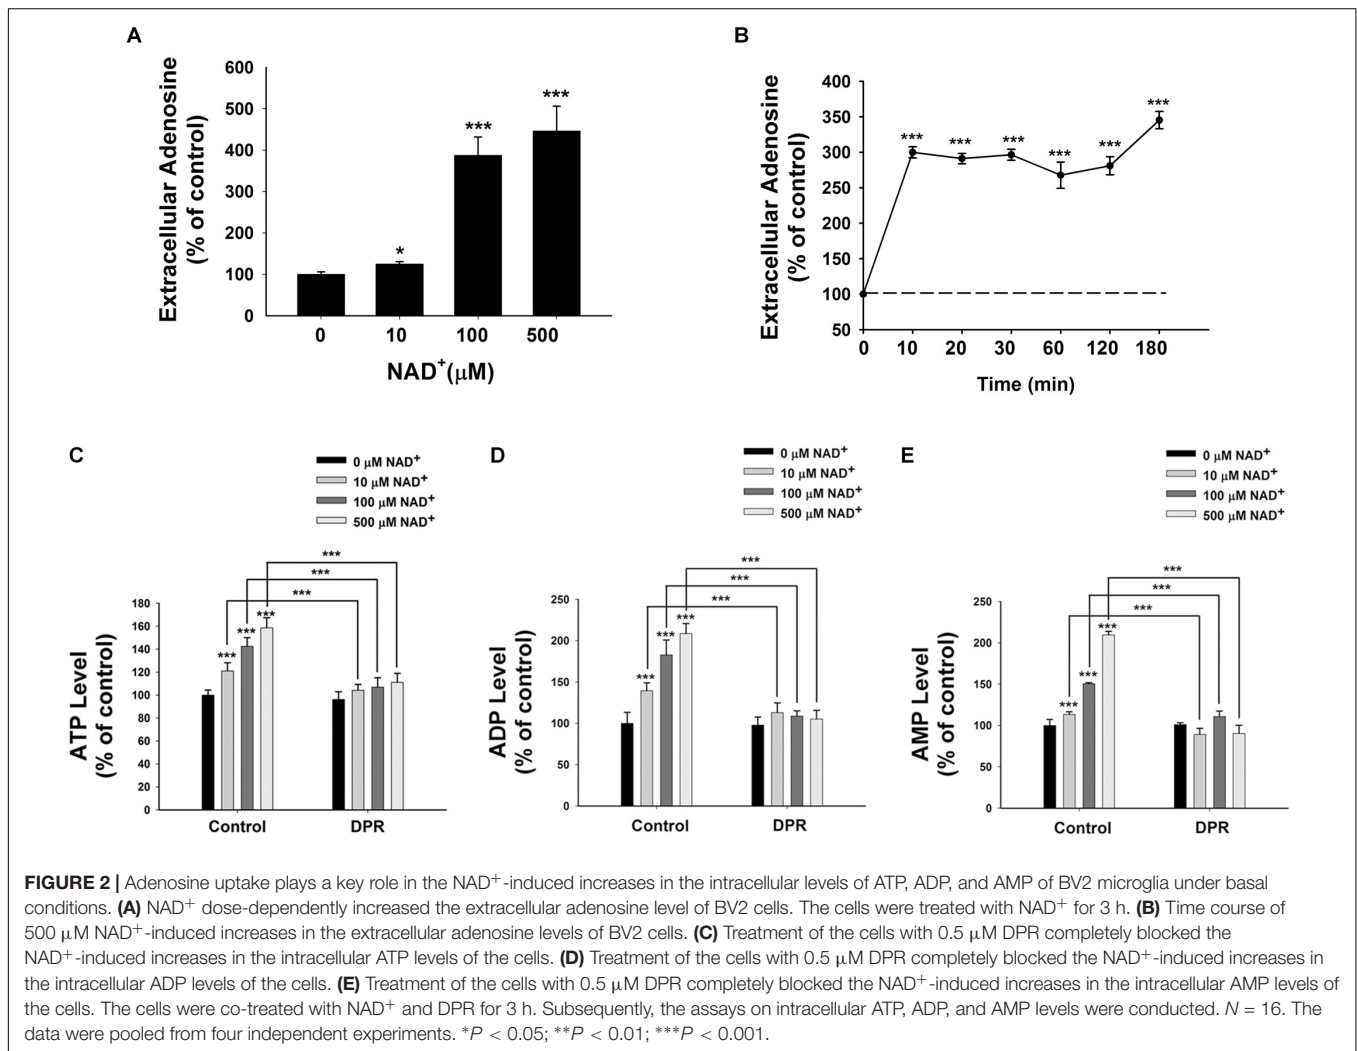 A
Extracellular Adenosine
(% of control)
600
500
400
300
200
100
0
*
***
***
0 10 100 500
NAD+(µM)
B
Extracellular Adenosine
(% of control)
400
350
300
250
200
150
100
50
*** *** *** *** *** ***
0 10 20 30 60 120 180
Time (min)
C
0 µM NAD+
10 µM NAD+
100 µM NAD+
500 µM NAD+
***
***
***
ATP Level
(% of control)
180
160
140
120
100
80
60
40
20
0
*** *** ***
Control DPR
D
0 µM NAD+
10 µM NAD+
100 µM NAD+
500 µM NAD+
***
***
***
ADP Level
(% of control)
250
200
150
100
50
0
*** *** ***
Control DPR
E
0 µM NAD+
10 µM NAD+
100 µM NAD+
500 µM NAD+
***
***
***
AMP Level
(% of control)
250
200
150
100
50
0
*** *** ***
Control DPR
FIGURE 2 | Adenosine uptake plays a key role in the NAD+-induced increases in the intracellular levels of ATP, ADP, and AMP of BV2 microglia under basal
conditions. (A) NAD+ dose-dependently increased the extracellular adenosine level of BV2 cells. The cells were treated with NAD+ for 3 h. (B) Time course of
500 µM NAD+-induced increases in the extracellular adenosine levels of BV2 cells. (C) Treatment of the cells with 0.5 µM DPR completely blocked the
NAD+-induced increases in the intracellular ATP levels of the cells. (D) Treatment of the cells with 0.5 µM DPR completely blocked the NAD+-induced increases in
the intracellular ADP levels of the cells. (E) Treatment of the cells with 0.5 µM DPR completely blocked the NAD+-induced increases in the intracellular AMP levels of
the cells. The cells were co-treated with NAD+ and DPR for 3 h. Subsequently, the assays on intracellular ATP, ADP, and AMP levels were conducted. N = 16. The
data were pooled from four independent experiments. *P < 0.05; **P < 0.01; ***P < 0.001.